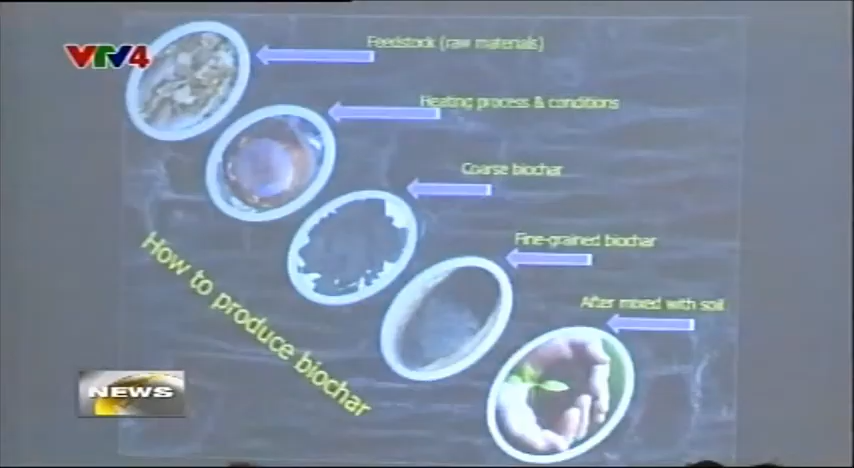 VTV4
Feedstock (raw materials)
Heating process & conditions
Coarse biochar
Fine-grained biochar
After mixed with soil
How to produce biochar
NEWS